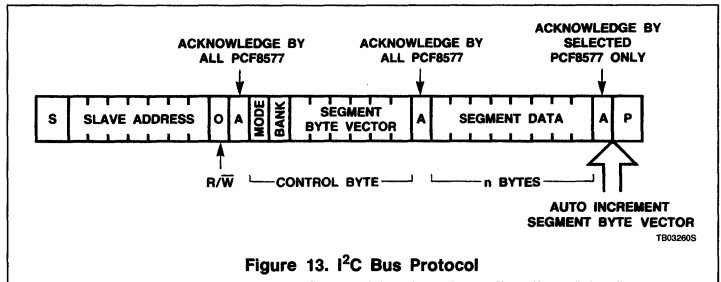 ACKNOWLEDGE BY
ALL PCF8577
ACKNOWLEDGE BY
ALL PCF8577
ACKNOWLEDGE BY
SELECTED
PCF8577 ONLY
S SLAVE ADDRESS O A MODE BANK SEGMENT BYTE VECTOR A SEGMENT DATA A P
R/W̅ CONTROL BYTE n BYTES
AUTO INCREMENT
SEGMENT BYTE VECTOR
TB03260S
Figure 13. I²C Bus Protocol